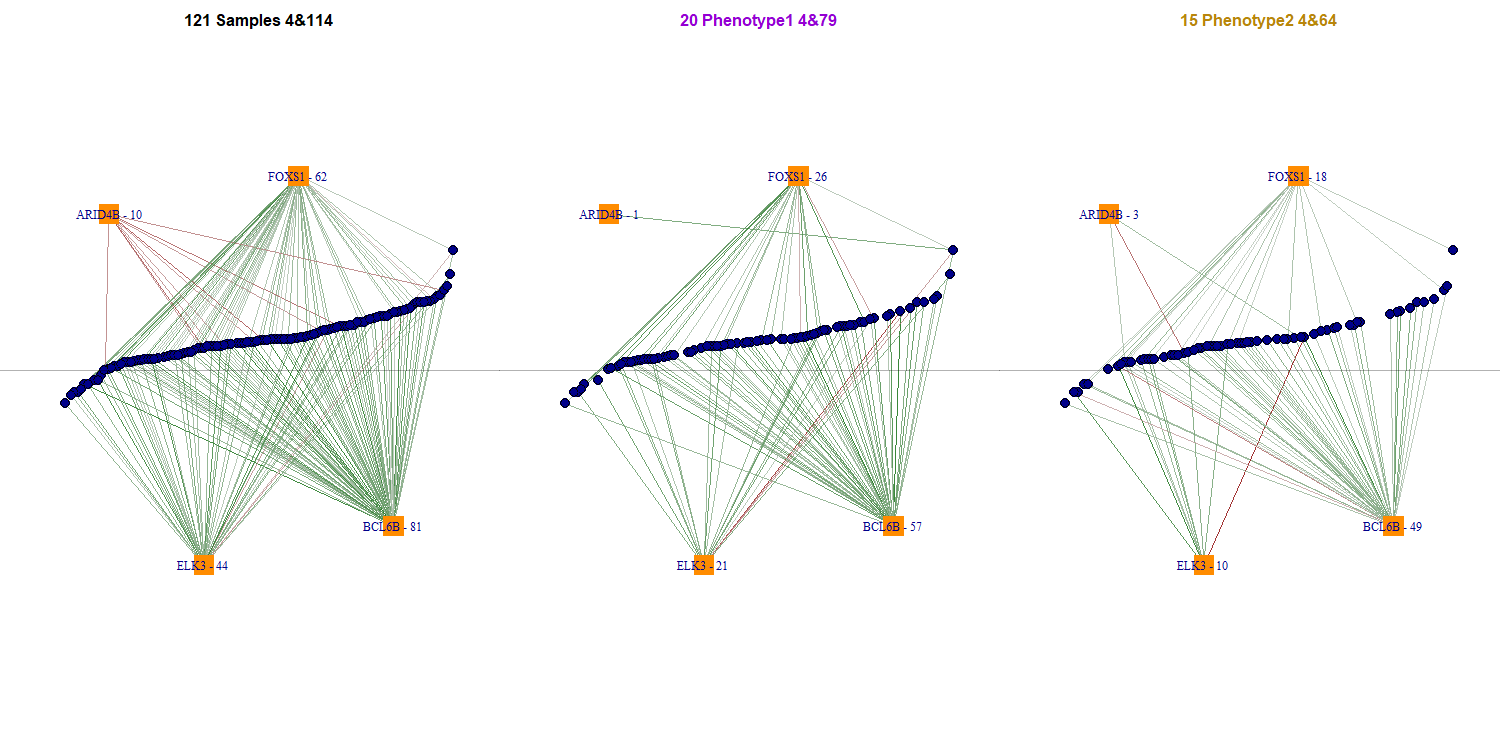 121 Samples 4&114
20 Phenotype1 4&79
15 Phenotype2 4&64
FOXS1 - 62
ARID4B - 10
BCL6B - 81
ELK3 - 44
FOXS1 - 26
ARID4B - 1
BCL6B - 57
ELK3 - 21
FOXS1 - 18
ARID4B - 3
BCL6B - 49
ELK3 - 10